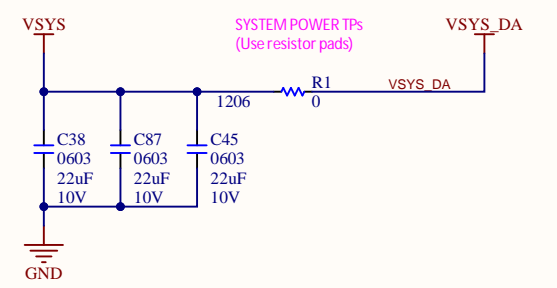 VSYS
SYSTEM POWER TPs
(Use resistor pads)
VSYS_DA
R1
1206
0
VSYS_DA
C38
0603
22uF
10V
C87
0603
22uF
10V
C45
0603
22uF
10V
GND